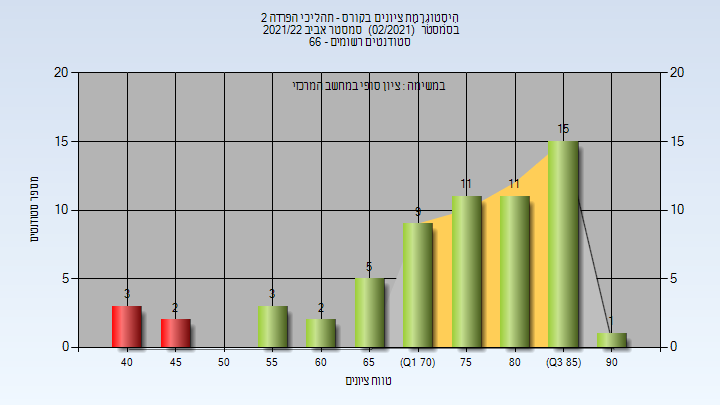 היסטוגרמת ציונים בקורס - תהליכי הפרדה 2
בסמסטר (02/2021) סמסטר אביב 2021/22
סטודנטים רשומים - 66
במשימה : ציון סופי במחשב המרכזי
20 20
15 15
10 10
5 5
0 0
מספר סטודנטים
3 2 3 2 5 9 11 11 15 1
40 45 50 55 60 65 (Q1 70) 75 80 (Q3 85) 90
טווח ציונים